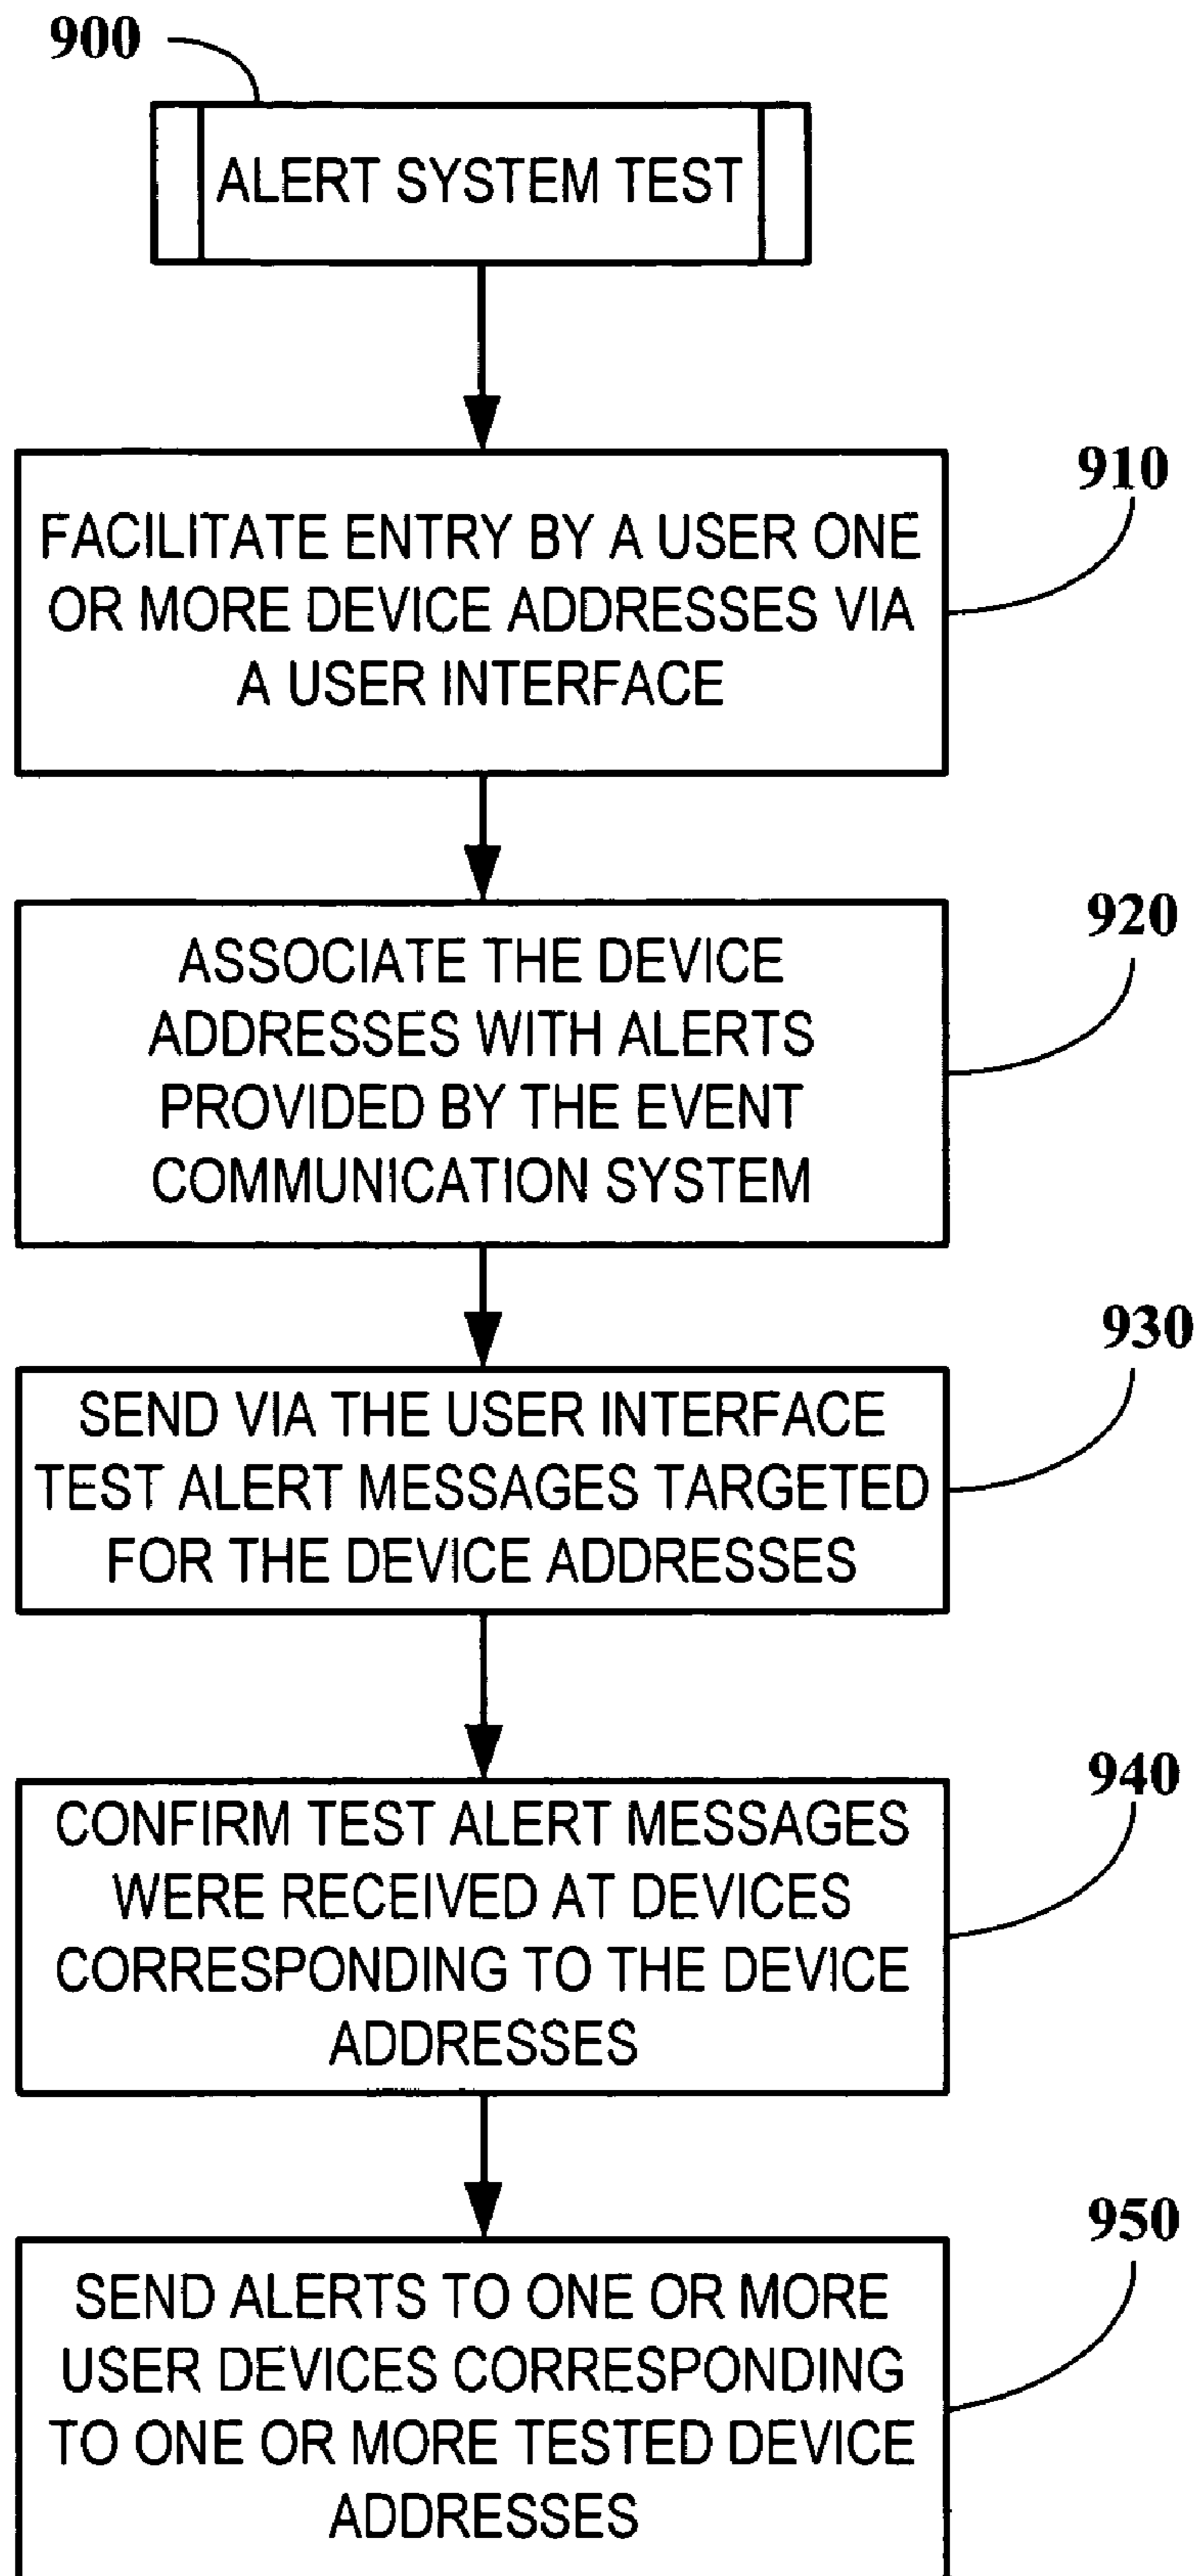 900
ALERT SYSTEM TEST
910
FACILITATE ENTRY BY A USER ONE
OR MORE DEVICE ADDRESSES VIA
A USER INTERFACE
920
ASSOCIATE THE DEVICE
ADDRESSES WITH ALERTS
PROVIDED BY THE EVENT
COMMUNICATION SYSTEM
930
SEND VIA THE USER INTERFACE
TEST ALERT MESSAGES TARGETED
FOR THE DEVICE ADDRESSES
940
CONFIRM TEST ALERT MESSAGES
WERE RECEIVED AT DEVICES
CORRESPONDING TO THE DEVICE
ADDRESSES
950
SEND ALERTS TO ONE OR MORE
USER DEVICES CORRESPONDING
TO ONE OR MORE TESTED DEVICE
ADDRESSES